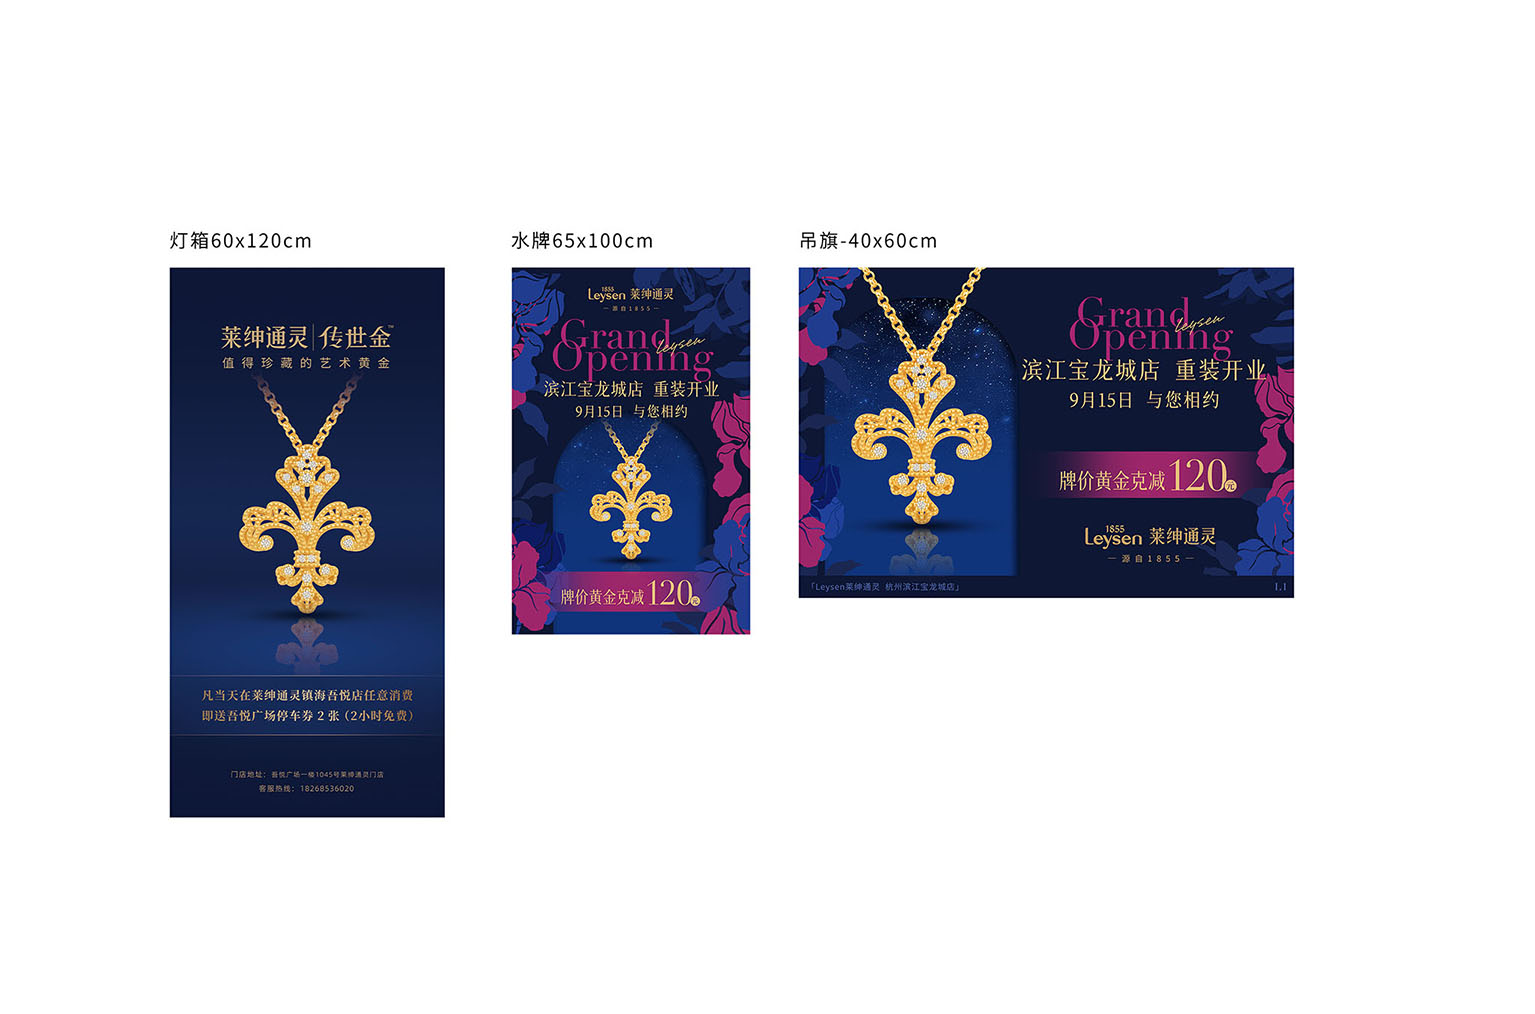 灯箱60x120cm
莱绅通灵|传世金™
值得珍藏的艺术黄金
凡当天在莱绅通灵镇海吾悦店任意消费
即送吾悦广场停车券2张（2小时免费）
门店地址：吾悦广场一楼1045号莱绅通灵门店
客服热线：18268536020
水牌65x100cm
1855
Leysen 莱绅通灵
—源自1855—
Grand
leysen
Opening
滨江宝龙城店 重装开业
9月15日 与您相约
牌价黄金克减120元
吊旗-40x60cm
Grand
leysen
Opening
滨江宝龙城店 重装开业
9月15日 与您相约
牌价黄金克减120元
1855
Leysen 莱绅通灵
—源自1855—
「Leysen莱绅通灵 杭州滨江宝龙城店」
L1